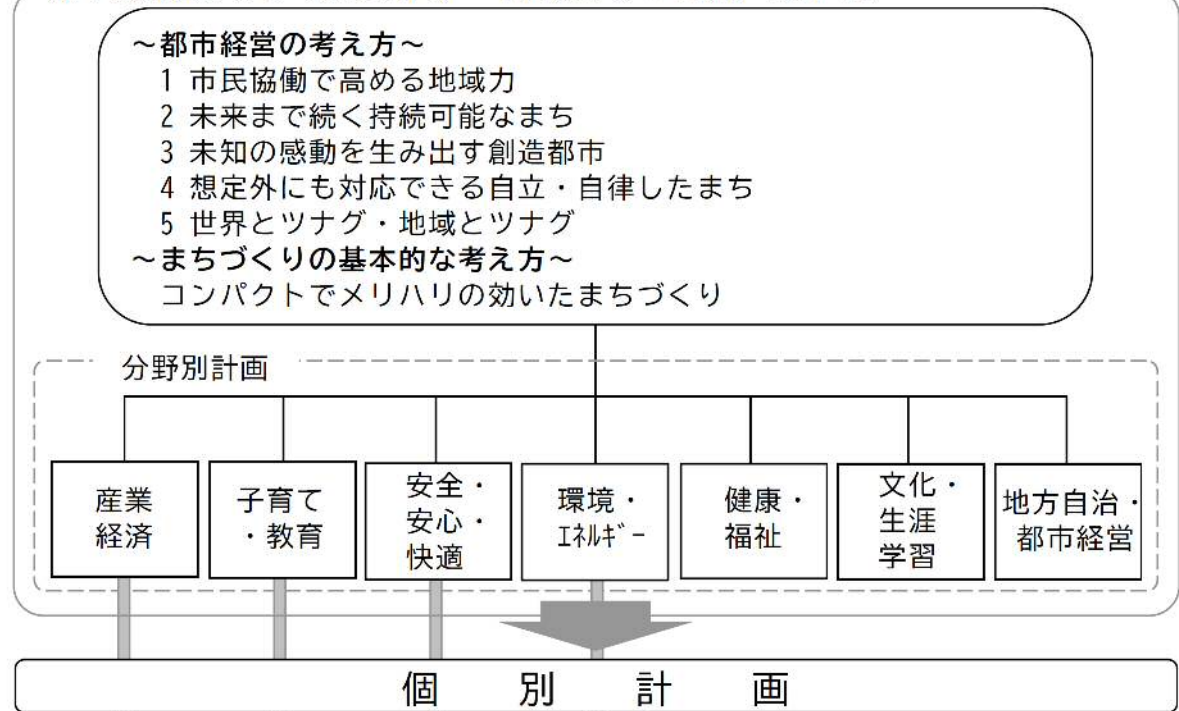 ～都市経営の考え方～
1 市民協働で高める地域力
2 未来まで続く持続可能なまち
3 未知の感動を生み出す創造都市
4 想定外にも対応できる自立・自律したまち
5 世界とツナグ・地域とツナグ
～まちづくりの基本的な考え方～
コンパクトでメリハリの効いたまちづくり
分野別計画
産業
経済
子育て
・教育
安全・
安心・
快適
環境・
ｴﾈﾙｷﾞｰ
健康・
福祉
文化・
生涯
学習
地方自治・
都市経営
個別計画